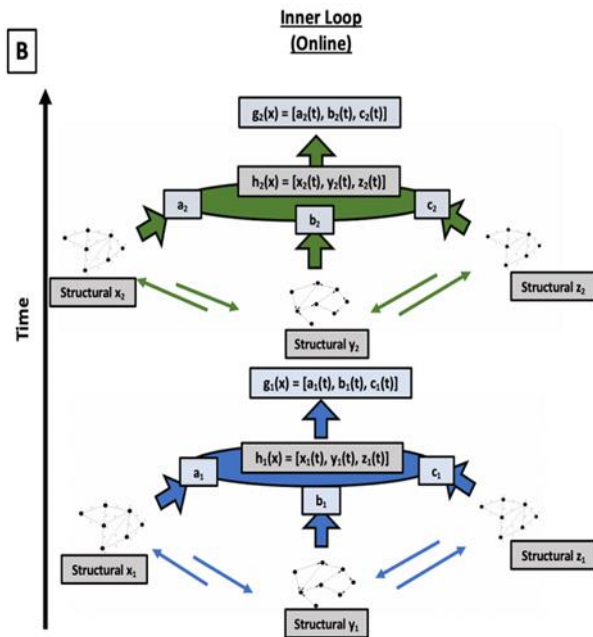 Inner Loop
(Online)
B
Time
g₂(x) = [a₂(t), b₂(t), c₂(t)]
h₂(x) = [x₂(t), y₂(t), z₂(t)]
a₂
b₂
c₂
Structural x₂
Structural y₂
Structural z₂
g₁(x) = [a₁(t), b₁(t), c₁(t)]
h₁(x) = [x₁(t), y₁(t), z₁(t)]
a₁
b₁
c₁
Structural x₁
Structural y₁
Structural z₁